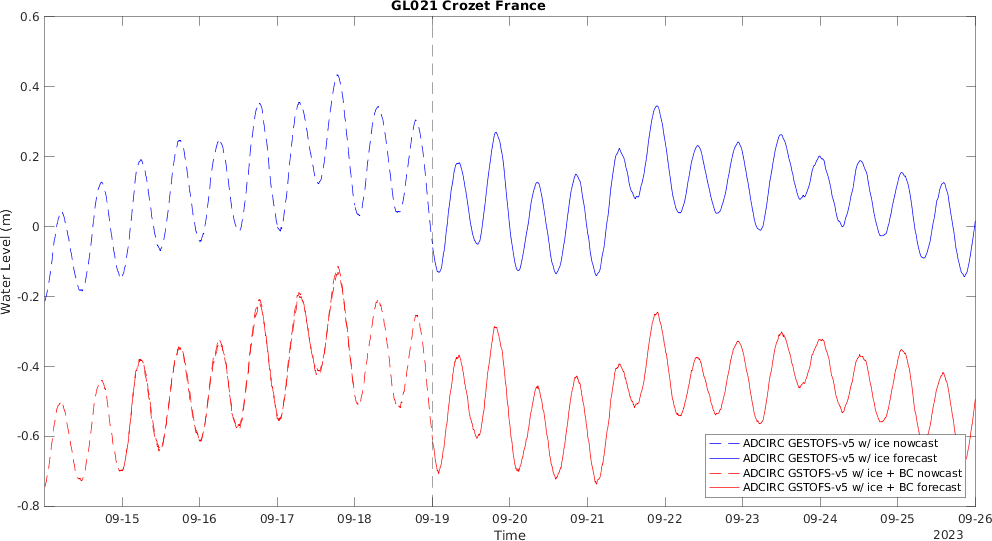 GL021 Crozet France
0.6
0.4
0.2
0
-0.2
-0.4
-0.6
-0.8
Water Level (m)
ADCIRC GESTOFS-v5 w/ ice nowcast
ADCIRC GESTOFS-v5 w/ ice forecast
ADCIRC GSTOFS-v5 w/ ice + BC nowcast
ADCIRC GSTOFS-v5 w/ ice + BC forecast
09-15 09-16 09-17 09-18 09-19 09-20 09-21 09-22 09-23 09-24 09-25 09-26
Time
2023